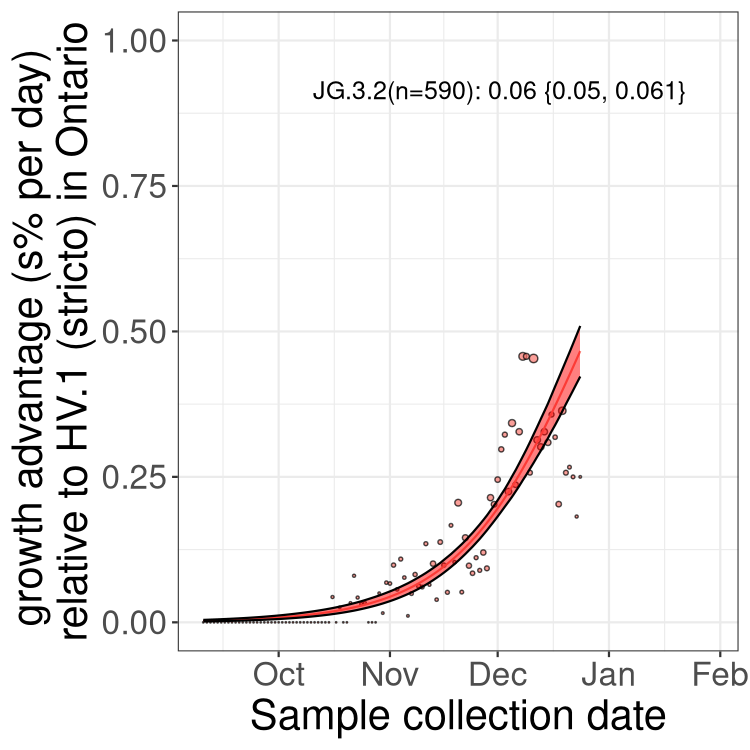 growth advantage (s% per day)
relative to HV.1 (stricto) in Ontario
1.00
0.75
0.50
0.25
0.00
JG.3.2(n=590): 0.06 {0.05, 0.061}
Oct Nov Dec Jan Feb
Sample collection date